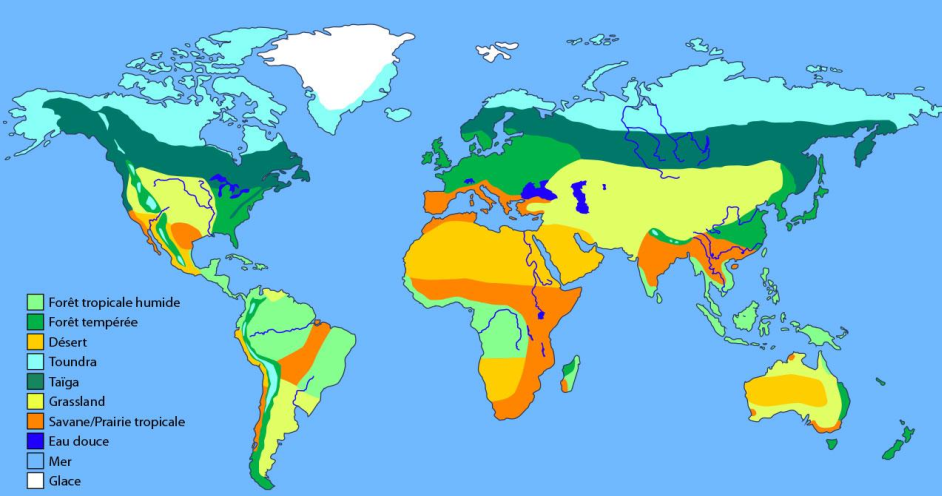 Forêt tropicale humide
Forêt tempérée
Désert
Toundra
Taïga
Grassland
Savane/Prairie tropicale
Eau douce
Mer
Glace